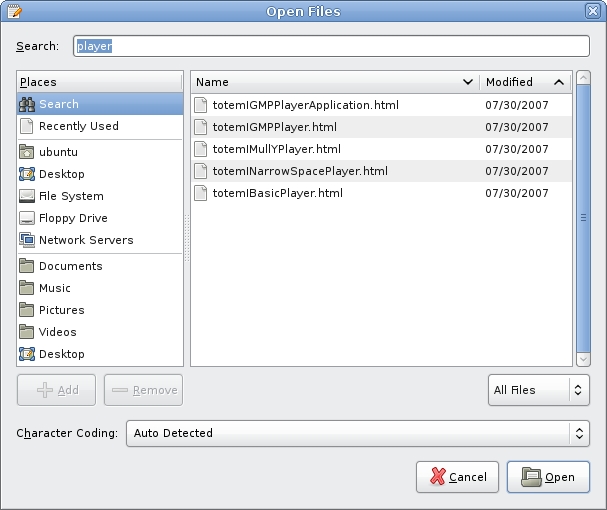 Open Files
Search: player
Places
Search
Recently Used
ubuntu
Desktop
File System
Floppy Drive
Network Servers
Documents
Music
Pictures
Videos
Desktop
Name Modified
totemIGMPPlayerApplication.html 07/30/2007
totemIGMPPlayer.html 07/30/2007
totemIMullYPlayer.html 07/30/2007
totemINarrowSpacePlayer.html 07/30/2007
totemIBasicPlayer.html 07/30/2007
Add Remove All Files
Character Coding: Auto Detected
Cancel Open